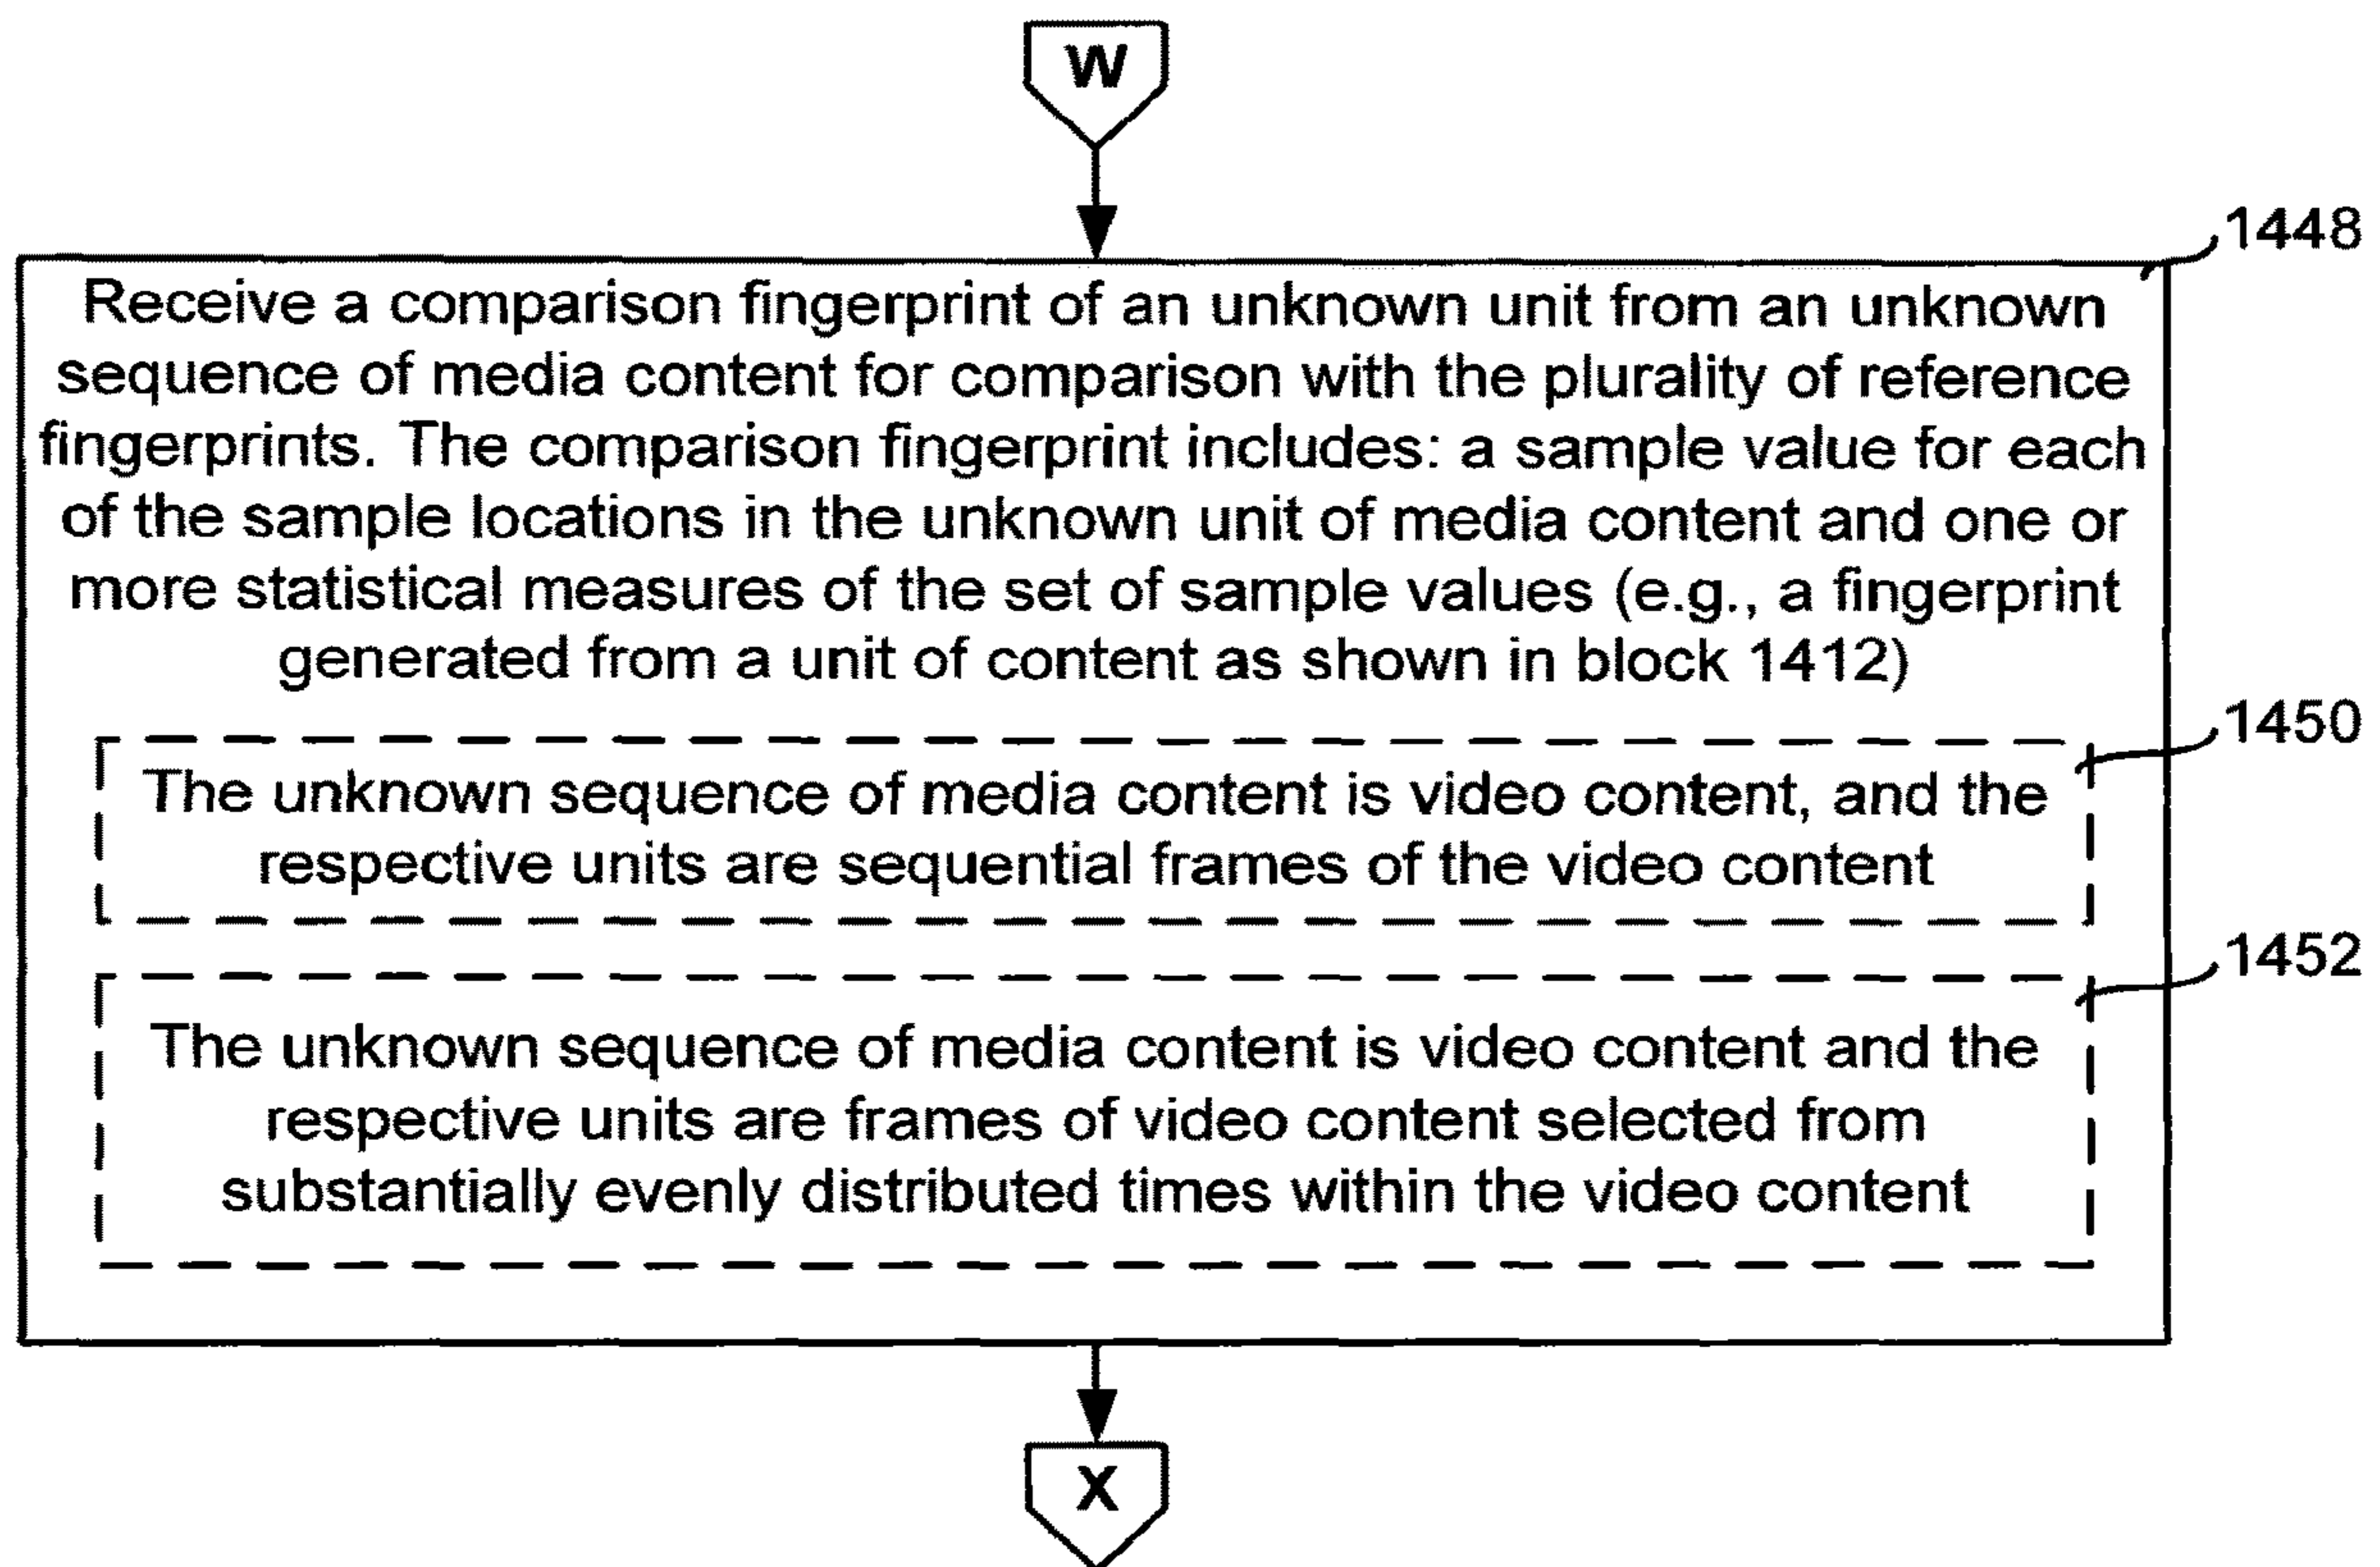 W
1448
Receive a comparison fingerprint of an unknown unit from an unknown
sequence of media content for comparison with the plurality of reference
fingerprints. The comparison fingerprint includes: a sample value for each
of the sample locations in the unknown unit of media content and one or
more statistical measures of the set of sample values (e.g., a fingerprint
generated from a unit of content as shown in block 1412)
1450
The unknown sequence of media content is video content, and the
respective units are sequential frames of the video content
1452
The unknown sequence of media content is video content and the
respective units are frames of video content selected from
substantially evenly distributed times within the video content
X